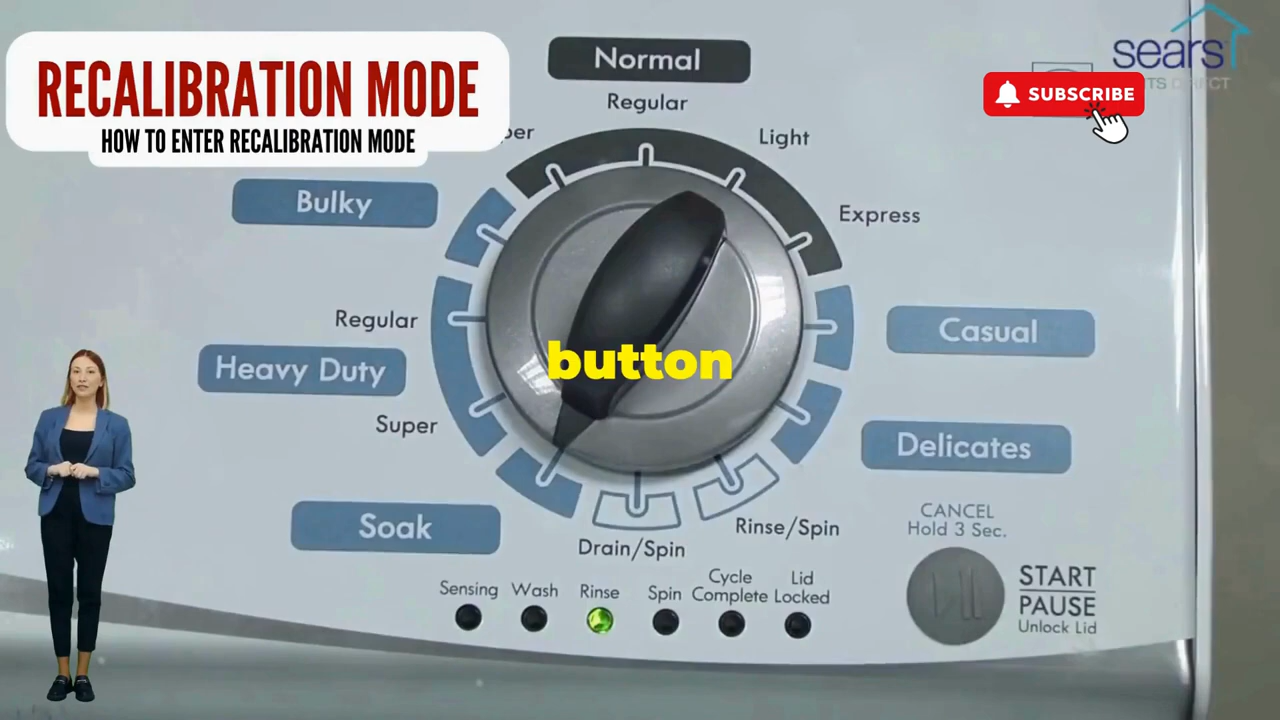 RECALIBRATION MODE
HOW TO ENTER RECALIBRATION MODE
sears
SUBSCRIBE
Normal
Regular
Light
Express
Bulky
Regular
Heavy Duty
Super
Casual
button
Delicates
Soak
Drain/Spin
Rinse/Spin
CANCEL
Hold 3 Sec.
START
PAUSE
Unlock Lid
Sensing
Wash
Rinse
Spin
Cycle
Complete
Lid
Locked